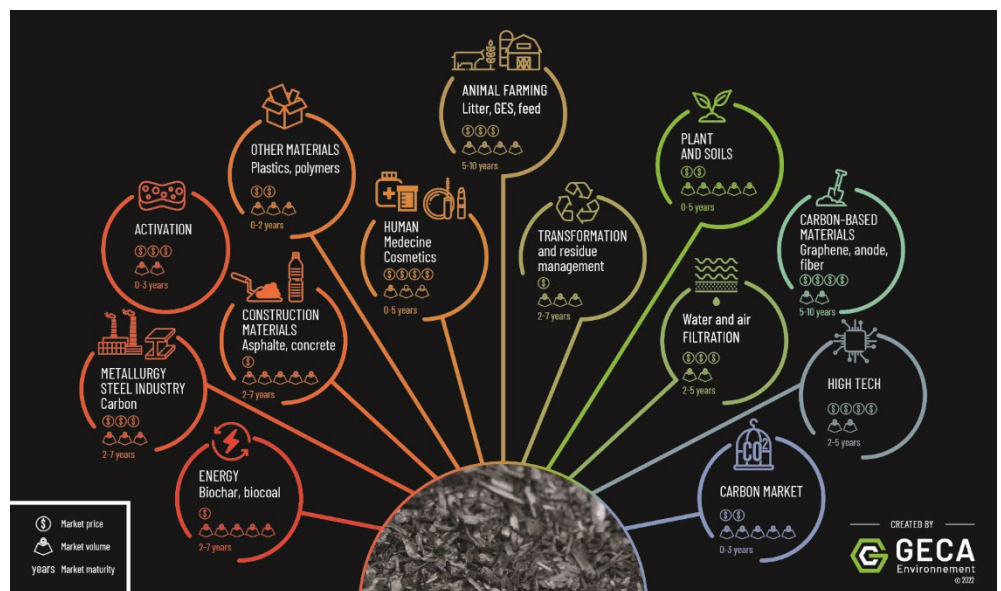 ANIMAL FARMING
Litter, GES, feed
5-10 years
OTHER MATERIALS
Plastics, polymers
0-2 years
PLANT
AND SOILS
0-5 years
ACTIVATION
0-3 years
HUMAN
Medecine
Cosmetics
0-5 years
TRANSFORMATION
and residue
management
2-7 years
CARBON-BASED
MATERIALS
Graphene, anode,
fiber
5-10 years
CONSTRUCTION
MATERIALS
Asphalte, concrete
2-7 years
Water and air
FILTRATION
2-5 years
METALLURGY
STEEL INDUSTRY
Carbon
2-7 years
HIGH TECH
2-5 years
ENERGY
Biochar, biocoal
2-7 years
CO2
CARBON MARKET
0-3 years
$ Market price
Market volume
years Market maturity
CREATED BY
GECA
Environnement
© 2022